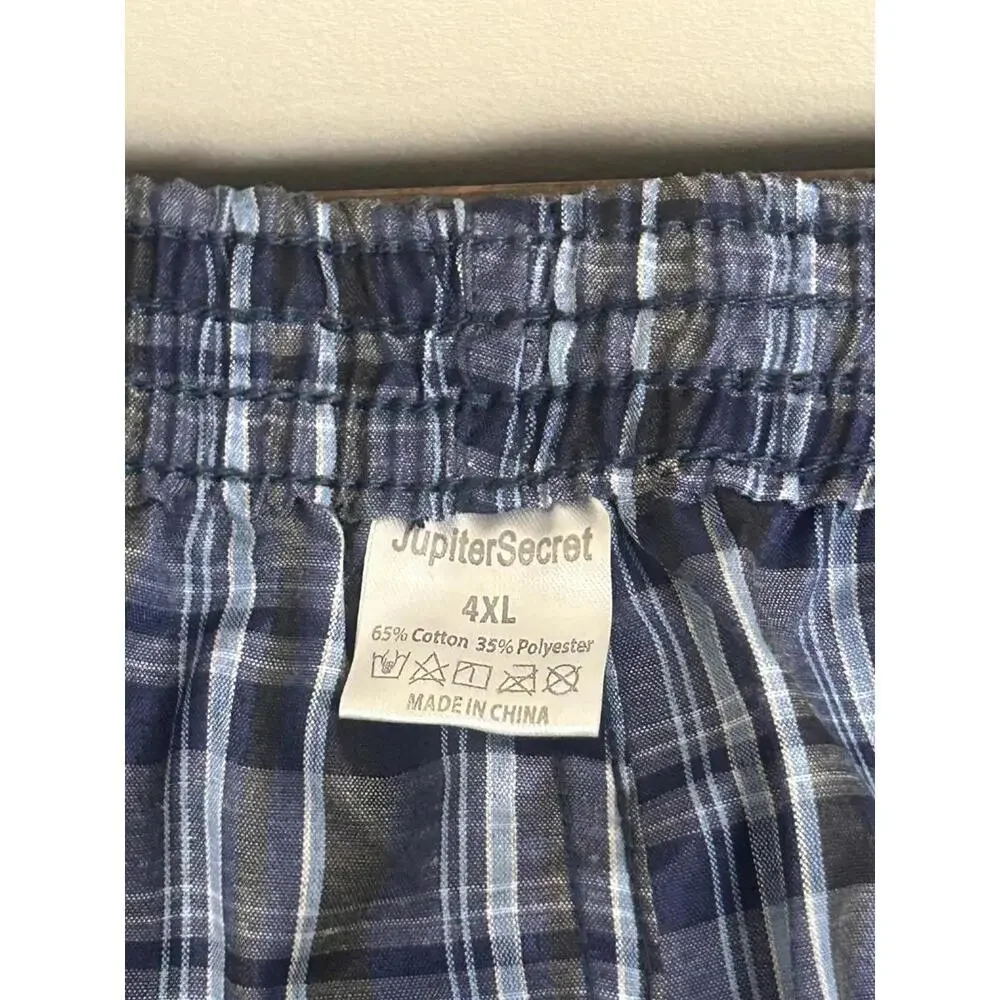 JupiterSecret
4XL
65% Cotton 35% Polyester
MADE IN CHINA